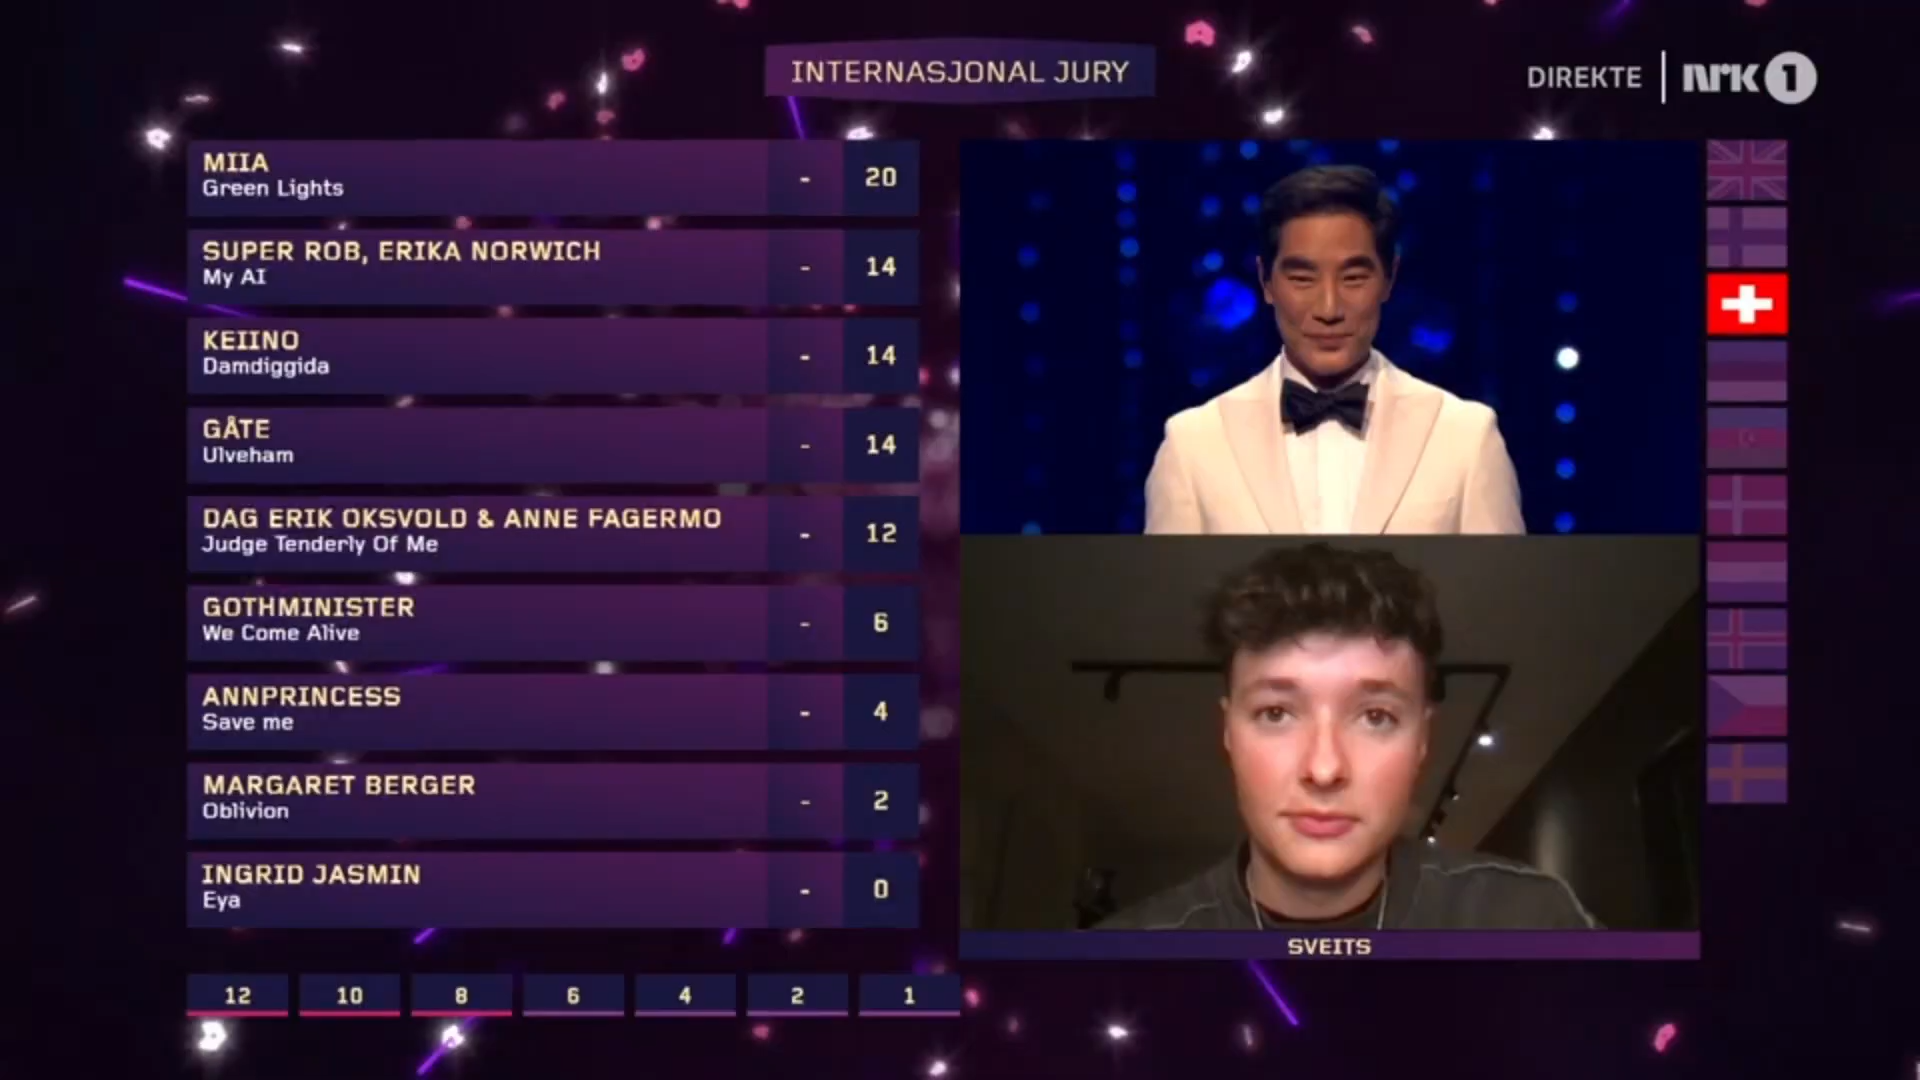 INTERNASJONAL JURY
DIREKTE | NRK 1
MIIA - 20
Green Lights
SUPER ROB, ERIKA NORWICH - 14
My AI
KEIINO - 14
Damdiggida
GÅTE - 14
Ulveham
DAG ERIK OKSVOLD & ANNE FAGERMO - 12
Judge Tenderly Of Me
GOTHMINISTER - 6
We Come Alive
ANNPRINCESS - 4
Save me
MARGARET BERGER - 2
Oblivion
INGRID JASMIN - 0
Eya
SVEITS
12 10 8 6 4 2 1